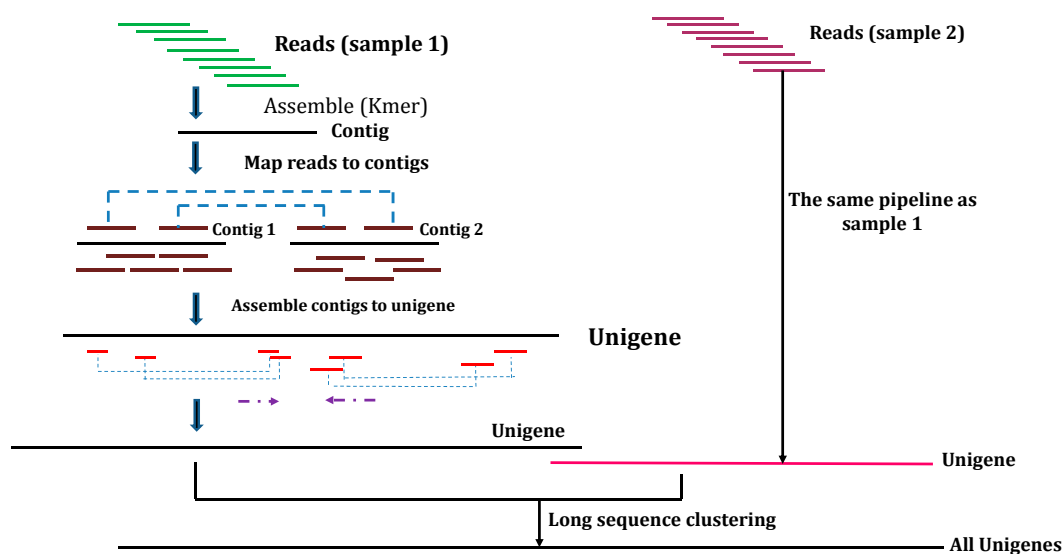 Reads (sample 1)
Reads (sample 2)
Assemble (Kmer)
Contig
Map reads to contigs
The same pipeline as
sample 1
Contig 1
Contig 2
Assemble contigs to unigene
Unigene
Unigene
Unigene
Long sequence clustering
All Unigenes